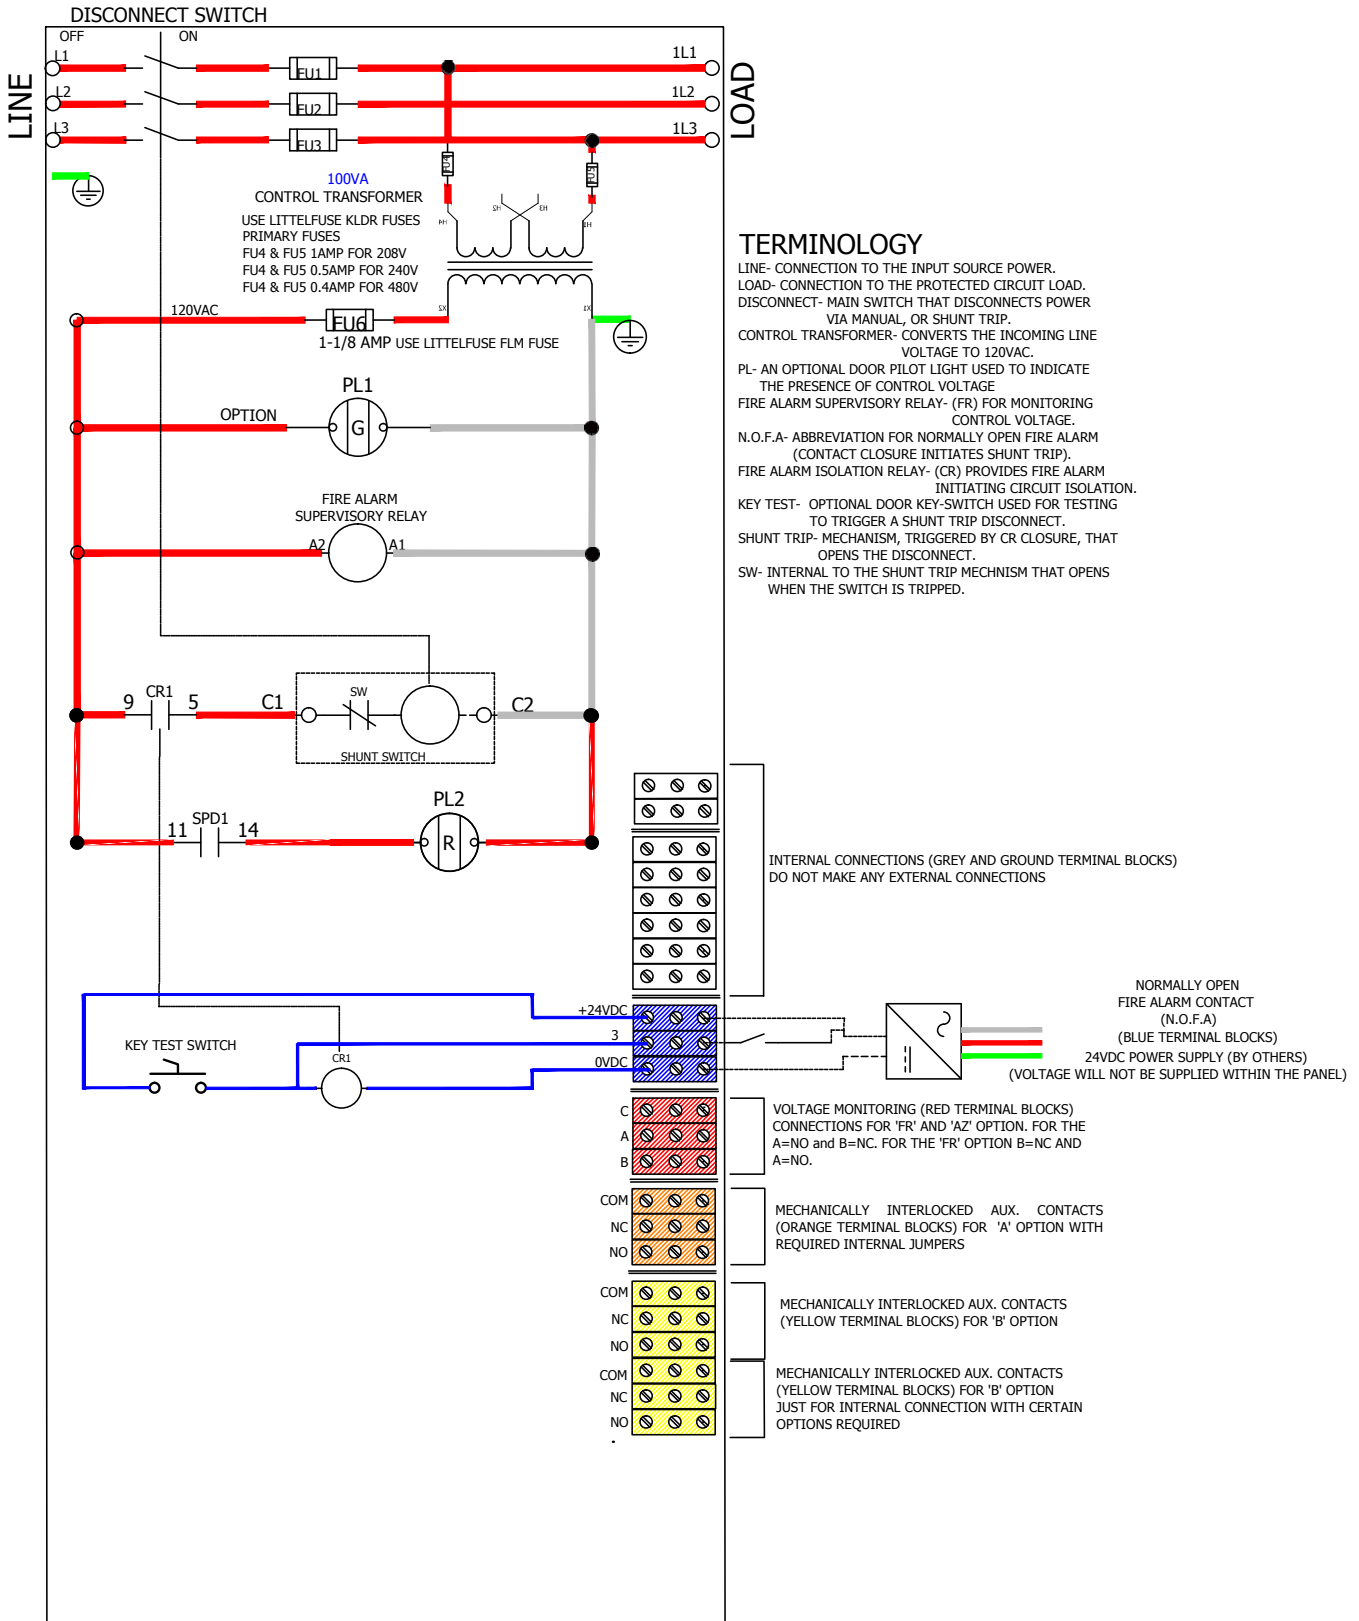 DISCONNECT SWITCH
OFF
ON
LINE
LOAD
L1
FU1
1L1
L2
FU2
1L2
L3
FU3
1L3
FU4
FU5
100VA
CONTROL TRANSFORMER
USE LITTELFUSE KLDR FUSES
PRIMARY FUSES
FU4 & FU5 1AMP FOR 208V
FU4 & FU5 0.5AMP FOR 240V
FU4 & FU5 0.4AMP FOR 480V
H4
H2
H3
H1
X2
X1
120VAC
FU6
1-1/8 AMP USE LITTELFUSE FLM FUSE
PL1
OPTION
G
FIRE ALARM
SUPERVISORY RELAY
A2
A1
9
CR1
5
C1
SW
C2
SHUNT SWITCH
PL2
11
SPD1
14
R
TERMINOLOGY
LINE- CONNECTION TO THE INPUT SOURCE POWER.
LOAD- CONNECTION TO THE PROTECTED CIRCUIT LOAD.
DISCONNECT- MAIN SWITCH THAT DISCONNECTS POWER
VIA MANUAL, OR SHUNT TRIP.
CONTROL TRANSFORMER- CONVERTS THE INCOMING LINE
VOLTAGE TO 120VAC.
PL- AN OPTIONAL DOOR PILOT LIGHT USED TO INDICATE
THE PRESENCE OF CONTROL VOLTAGE
FIRE ALARM SUPERVISORY RELAY- (FR) FOR MONITORING
CONTROL VOLTAGE.
N.O.F.A- ABBREVIATION FOR NORMALLY OPEN FIRE ALARM
(CONTACT CLOSURE INITIATES SHUNT TRIP).
FIRE ALARM ISOLATION RELAY- (CR) PROVIDES FIRE ALARM
INITIATING CIRCUIT ISOLATION.
KEY TEST- OPTIONAL DOOR KEY-SWITCH USED FOR TESTING
TO TRIGGER A SHUNT TRIP DISCONNECT.
SHUNT TRIP- MECHANISM, TRIGGERED BY CR CLOSURE, THAT
OPENS THE DISCONNECT.
SW- INTERNAL TO THE SHUNT TRIP MECHNISM THAT OPENS
WHEN THE SWITCH IS TRIPPED.
INTERNAL CONNECTIONS (GREY AND GROUND TERMINAL BLOCKS)
DO NOT MAKE ANY EXTERNAL CONNECTIONS
KEY TEST SWITCH
CR1
+24VDC
3
0VDC
NORMALLY OPEN
FIRE ALARM CONTACT
(N.O.F.A)
(BLUE TERMINAL BLOCKS)
24VDC POWER SUPPLY (BY OTHERS)
(VOLTAGE WILL NOT BE SUPPLIED WITHIN THE PANEL)
C
A
B
VOLTAGE MONITORING (RED TERMINAL BLOCKS)
CONNECTIONS FOR 'FR' AND 'AZ' OPTION. FOR THE
A=NO and B=NC. FOR THE 'FR' OPTION B=NC AND
A=NO.
COM
NC
NO
MECHANICALLY INTERLOCKED AUX. CONTACTS
(ORANGE TERMINAL BLOCKS) FOR 'A' OPTION WITH
REQUIRED INTERNAL JUMPERS
COM
NC
NO
MECHANICALLY INTERLOCKED AUX. CONTACTS
(YELLOW TERMINAL BLOCKS) FOR 'B' OPTION
COM
NC
NO
MECHANICALLY INTERLOCKED AUX. CONTACTS
(YELLOW TERMINAL BLOCKS) FOR 'B' OPTION
JUST FOR INTERNAL CONNECTION WITH CERTAIN
OPTIONS REQUIRED